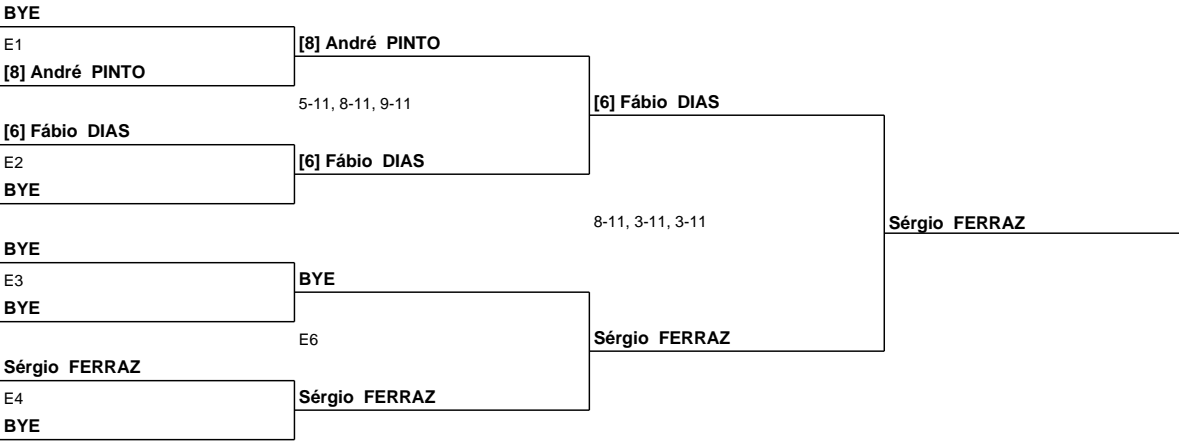 BYE
E1
[8] André PINTO
[8] André PINTO
5-11, 8-11, 9-11
[6] Fábio DIAS
[6] Fábio DIAS
E2
[6] Fábio DIAS
BYE
8-11, 3-11, 3-11
Sérgio FERRAZ
BYE
E3
BYE
BYE
E6
Sérgio FERRAZ
Sérgio FERRAZ
E4
Sérgio FERRAZ
BYE